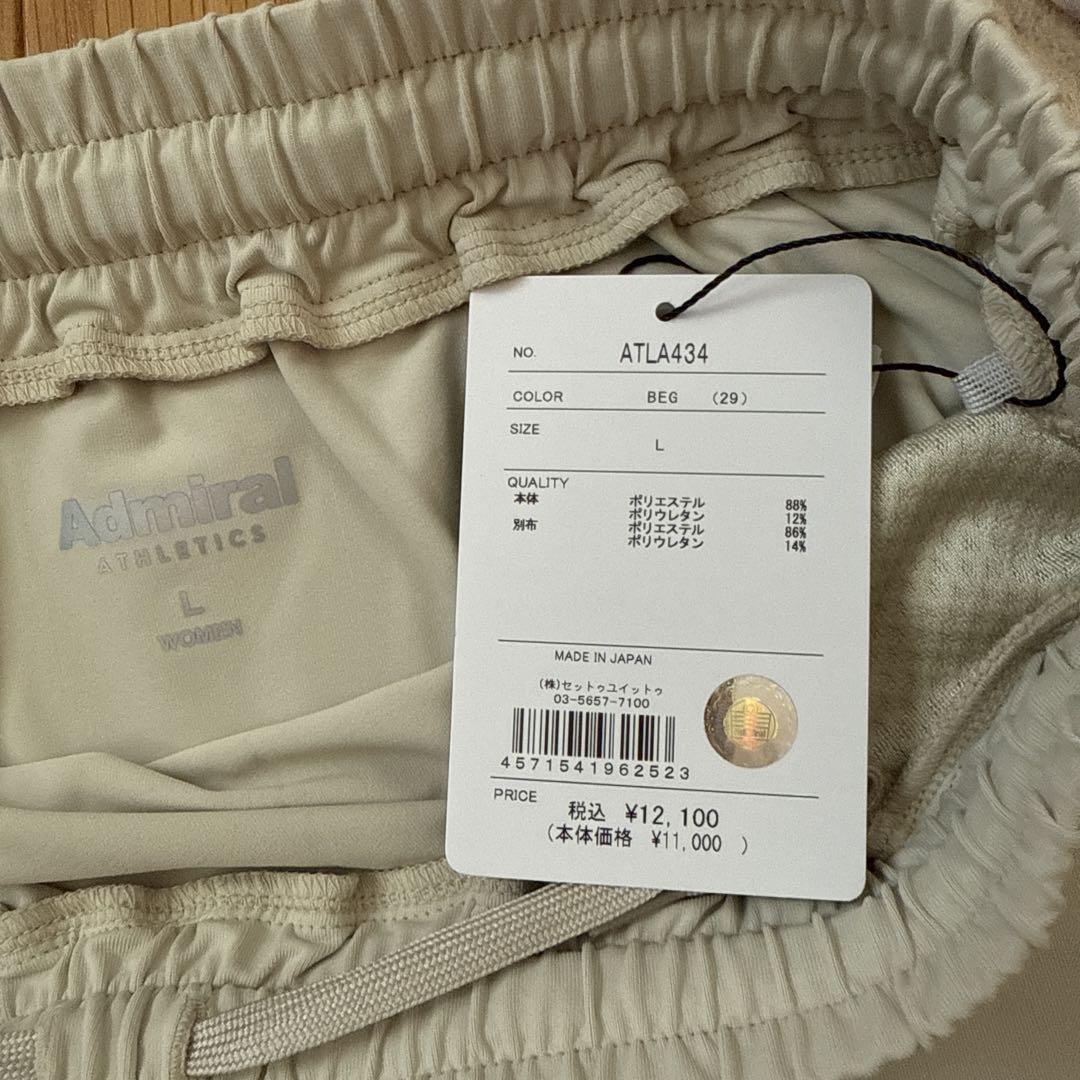 Admiral
ATHLETICS
L
WOMEN
NO. ATLA434
COLOR BEG (29)
SIZE L
QUALITY
本体 ポリエステル 88%
ポリウレタン 12%
別布 ポリエステル 86%
ポリウレタン 14%
MADE IN JAPAN
(株)セットゥユイットゥ
03-5657-7100
4571541962523
PRICE 税込 ¥12,100
(本体価格 ¥11,000 )